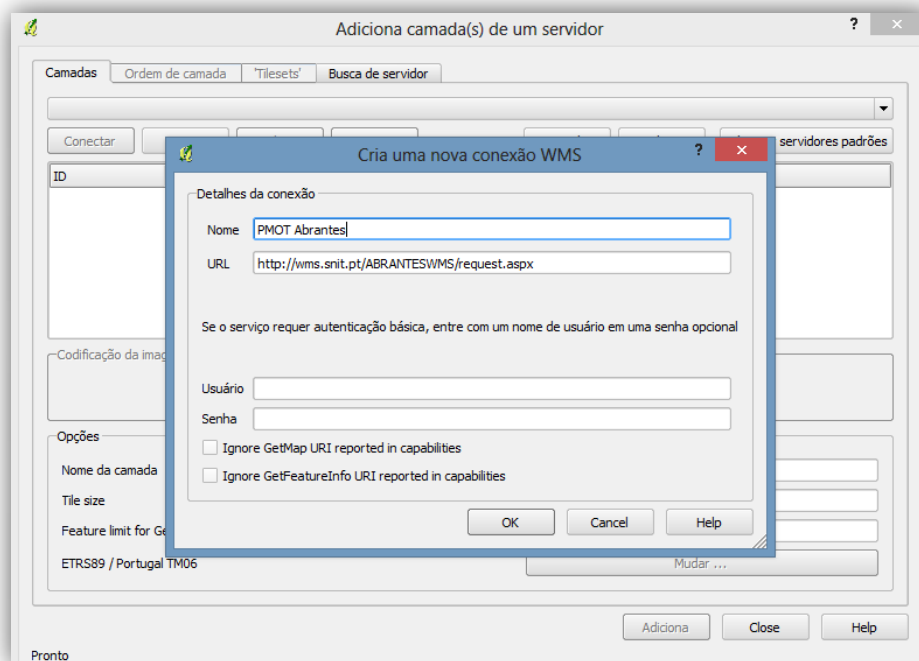 Adiciona camada(s) de um servidor
?
×
Camadas
Ordem de camada
'Tilesets'
Busca de servidor
Conectar
servidores padrões
ID
Cria uma nova conexão WMS
?
×
Detalhes da conexão
Nome PMOT Abrantes
URL http://wms.snit.pt/ABRANTESWMS/request.aspx
Se o serviço requer autenticação básica, entre com um nome de usuário em uma senha opcional
Codificação da imag
Usuário
Senha
Ignore GetMap URI reported in capabilities
Ignore GetFeatureInfo URI reported in capabilities
OK
Cancel
Help
Opções
Nome da camada
Tile size
Feature limit for Ge
ETRS89 / Portugal TM06
Mudar ...
Adiciona
Close
Help
Pronto